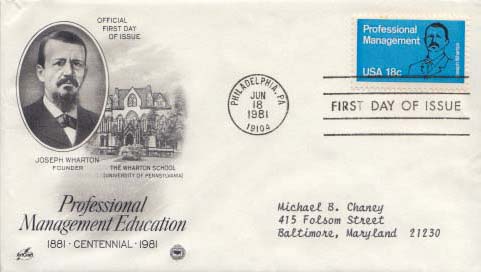 OFFICIAL
FIRST DAY
OF ISSUE
JOSEPH WHARTON
FOUNDER
THE WHARTON SCHOOL
(UNIVERSITY OF PENNSYLVANIA)
Professional
Management Education
1881 · CENTENNIAL · 1981
ArtCraft
Professional
Management
USA 18c
Joseph Wharton
PHILADELPHIA, PA
JUN
18
1981
19104
FIRST DAY OF ISSUE
Michael B. Chaney
415 Folsom Street
Baltimore, Maryland 21230